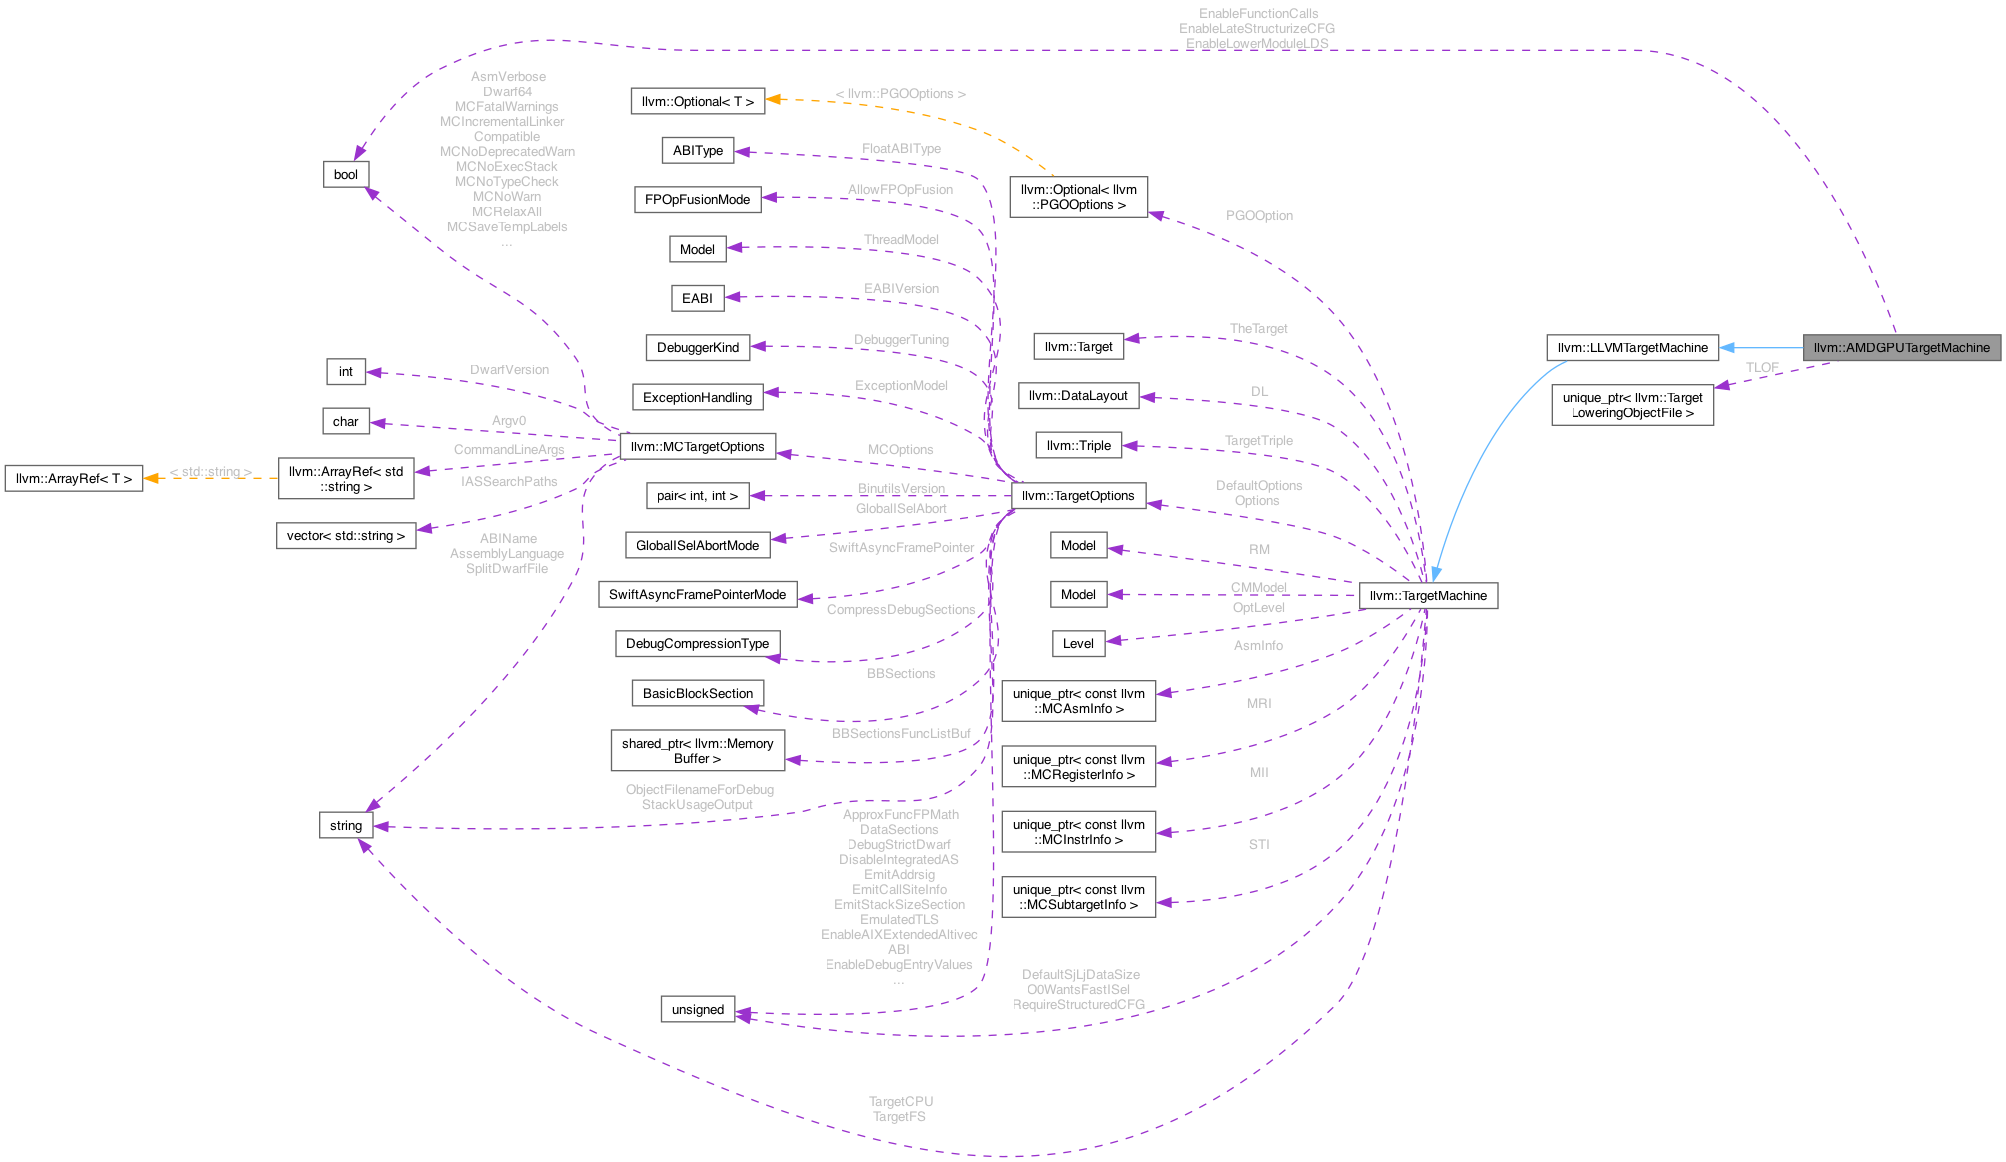 EnableFunctionCalls
EnableLateStructurizeCFG
EnableLowerModuleLDS
AsmVerbose
Dwarf64
MCFatalWarnings
MCIncrementalLinker
Compatible
MCNoDeprecatedWarn
MCNoExecStack
MCNoTypeCheck
MCNoWarn
MCRelaxAll
MCSaveTempLabels
...
llvm::Optional< T >
< llvm::PGOOptions >
ABIType
FloatABIType
bool
FPOpFusionMode
AllowFPOpFusion
llvm::Optional< llvm
::PGOOptions >
PGOOption
Model
ThreadModel
EABI
EABIVersion
DebuggerKind
DebuggerTuning
llvm::Target
TheTarget
llvm::LLVMTargetMachine
llvm::AMDGPUTargetMachine
TLOF
int
DwarfVersion
ExceptionHandling
ExceptionModel
llvm::DataLayout
DL
unique_ptr< llvm::Target
LoweringObjectFile >
char
Argv0
llvm::MCTargetOptions
MCOptions
llvm::Triple
TargetTriple
llvm::ArrayRef< T >
< std::string >
llvm::ArrayRef< std
::string >
CommandLineArgs
IASSearchPaths
pair< int, int >
BinutilsVersion
llvm::TargetOptions
DefaultOptions
Options
vector< std::string >
ABIName
AssemblyLanguage
SplitDwarfFile
GlobalISelAbortMode
GlobalISelAbort
SwiftAsyncFramePointer
Model
RM
SwiftAsyncFramePointerMode
CompressDebugSections
Model
CMModel
llvm::TargetMachine
DebugCompressionType
Level
OptLevel
BasicBlockSection
BBSections
unique_ptr< const llvm
::MCAsmInfo >
AsmInfo
shared_ptr< llvm::Memory
Buffer >
BBSectionsFuncListBuf
unique_ptr< const llvm
::MCRegisterInfo >
MRI
ObjectFilenameForDebug
StackUsageOutput
string
unique_ptr< const llvm
::MCInstrInfo >
MII
ApproxFuncFPMath
DataSections
DebugStrictDwarf
DisableIntegratedAS
EmitAddrsig
EmitCallSiteInfo
EmitStackSizeSection
EmulatedTLS
EnableAIXExtendedAltivec
ABI
EnableDebugEntryValues
...
unique_ptr< const llvm
::MCSubtargetInfo >
STI
unsigned
DefaultSjLjDataSize
O0WantsFastISel
RequireStructuredCFG
TargetCPU
TargetFS